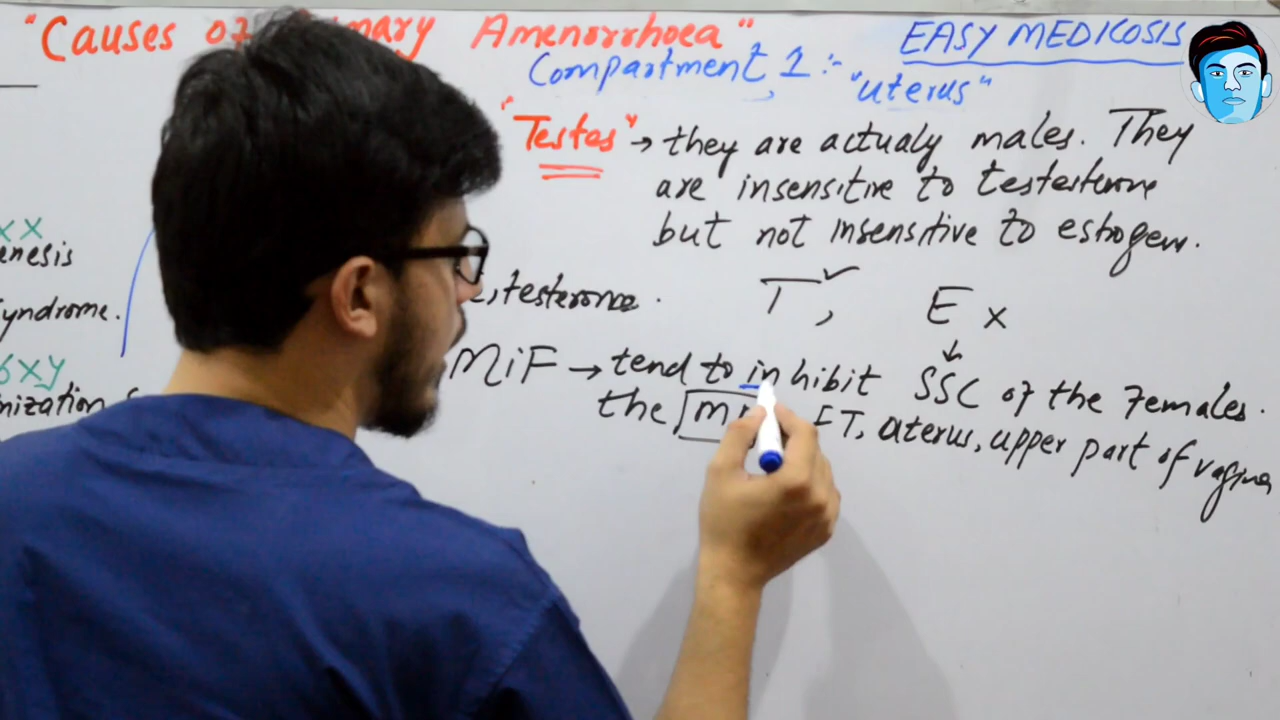 "Causes of Primary Amenorrhoea"
EASY MEDICOSIS
Compartment 1 :- "uterus"
"Testes" → they are actualy males. They
are insensitive to testesterone
but not insensitive to estrogen.
xx
enesis
yndrome.
xy
nization
, testerone.
T ✓, E x
MiF → tend to inhibit SSC of the Females.
the FT, uterus, upper part of vagina